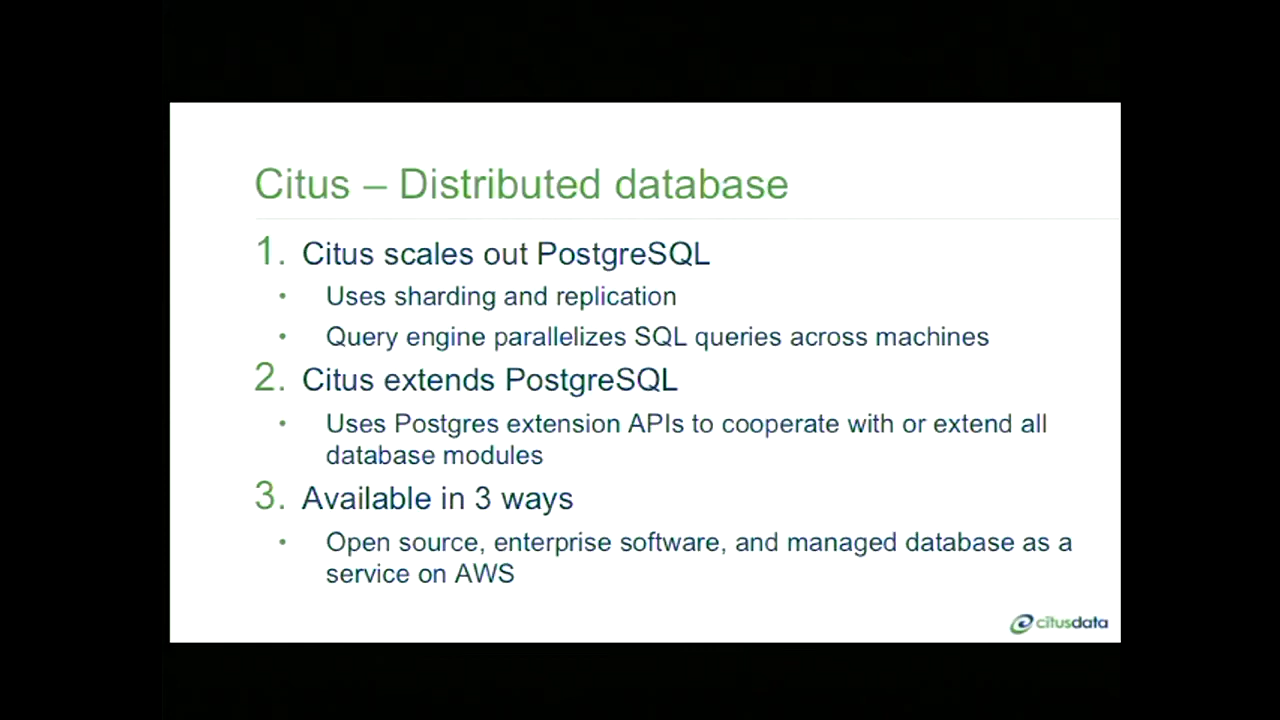 Citus – Distributed database
1. Citus scales out PostgreSQL
• Uses sharding and replication
• Query engine parallelizes SQL queries across machines
2. Citus extends PostgreSQL
• Uses Postgres extension APIs to cooperate with or extend all
database modules
3. Available in 3 ways
• Open source, enterprise software, and managed database as a
service on AWS
citusdata